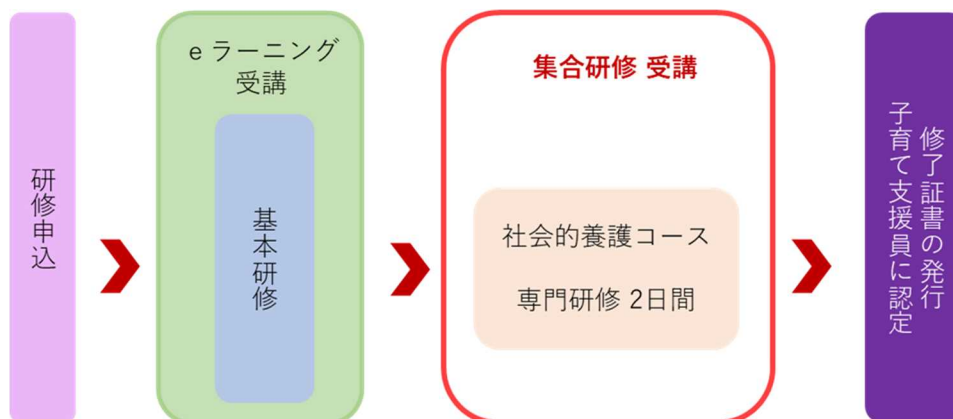 研修申込
e ラーニング
受講
基本研修
集合研修 受講
社会的養護コース
専門研修 2日間
修了証書の発行
子育て支援員に認定